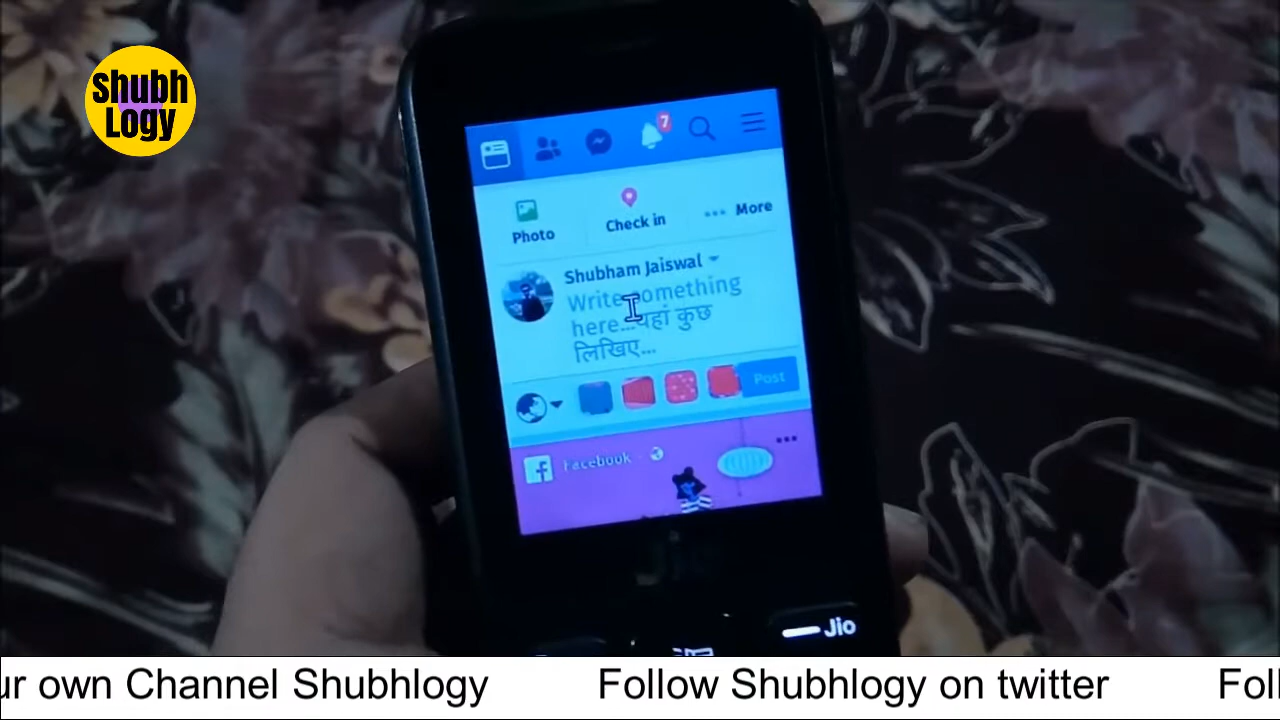 Shubh
Logy
7
Photo
Check in
More
Shubham Jaiswal
Write something
here...यहां कुछ
लिखिए...
Post
Facebook
Jio
ur own Channel Shubhlogy
Follow Shubhlogy on twitter
Foll